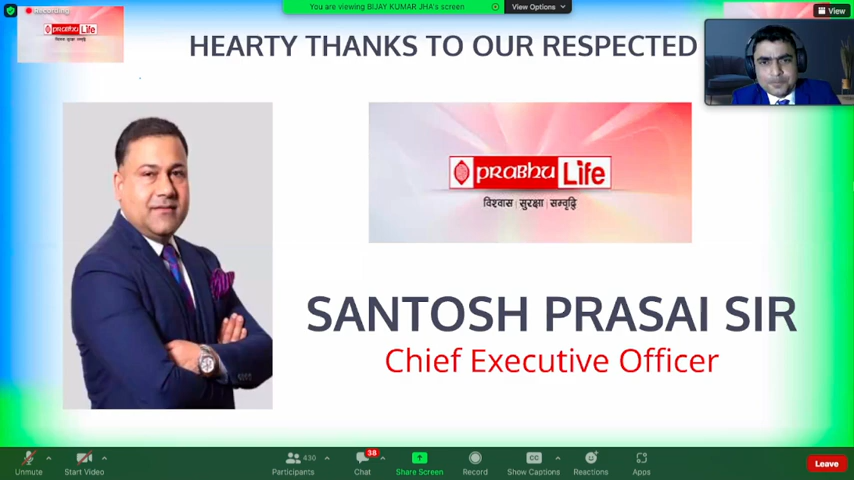 Recording
You are viewing BIJAY KUMAR JHA's screen
View Options
View
PRABHU Life
HEARTY THANKS TO OUR RESPECTED
PRABHU Life
विश्वास | सुरक्षा | सम्वृद्धि
SANTOSH PRASAI SIR
Chief Executive Officer
Unmute
Start Video
430
Participants
38
Chat
Share Screen
Record
CC
Show Captions
Reactions
Apps
Leave